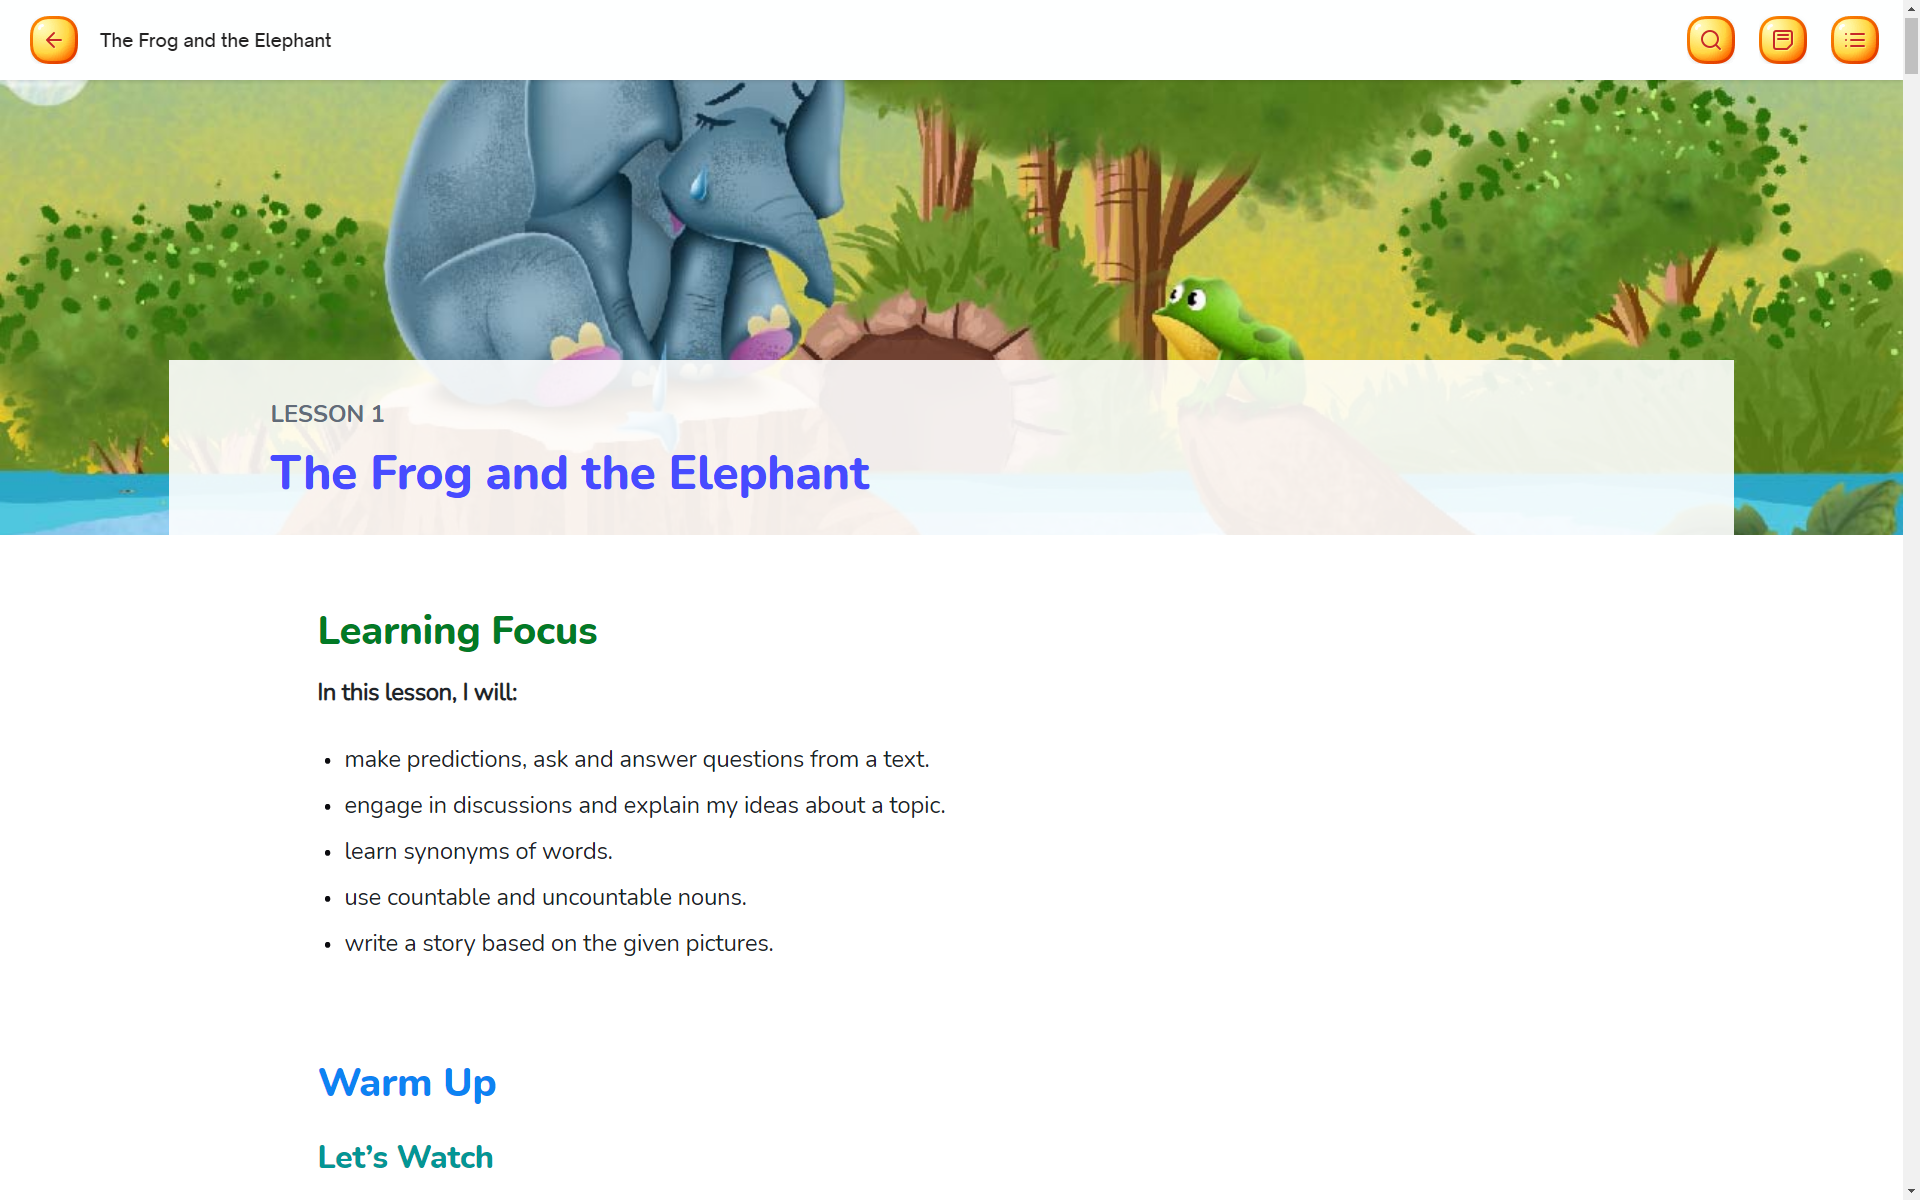 The Frog and the Elephant
LESSON 1
The Frog and the Elephant
Learning Focus
In this lesson, I will:
• make predictions, ask and answer questions from a text.
• engage in discussions and explain my ideas about a topic.
• learn synonyms of words.
• use countable and uncountable nouns.
• write a story based on the given pictures.
Warm Up
Let’s Watch